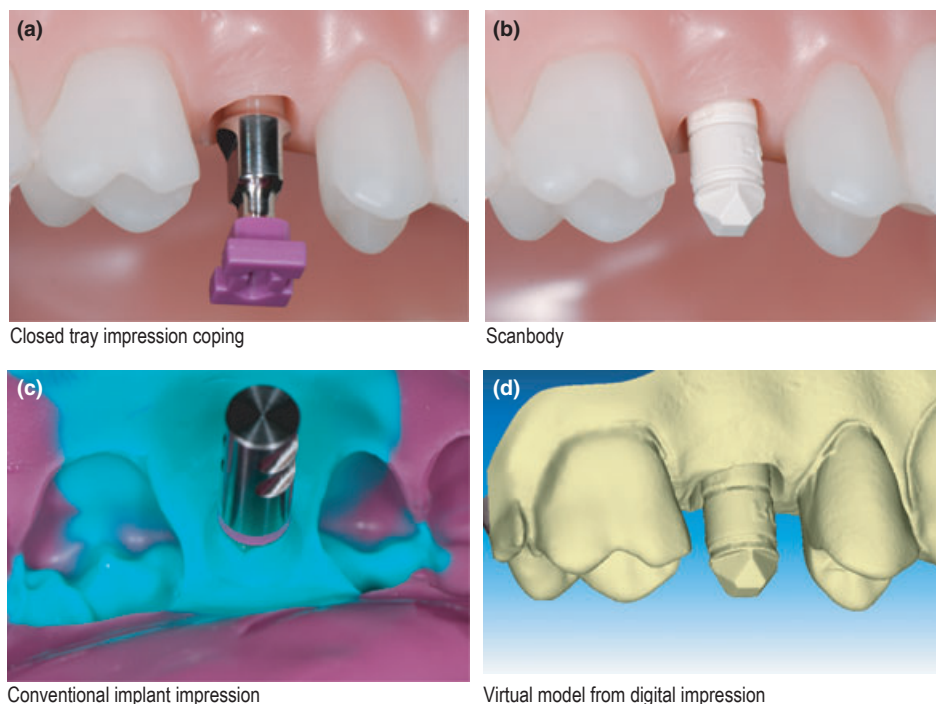 (a)
(b)
Closed tray impression coping
Scanbody
(c)
(d)
Conventional implant impression
Virtual model from digital impression